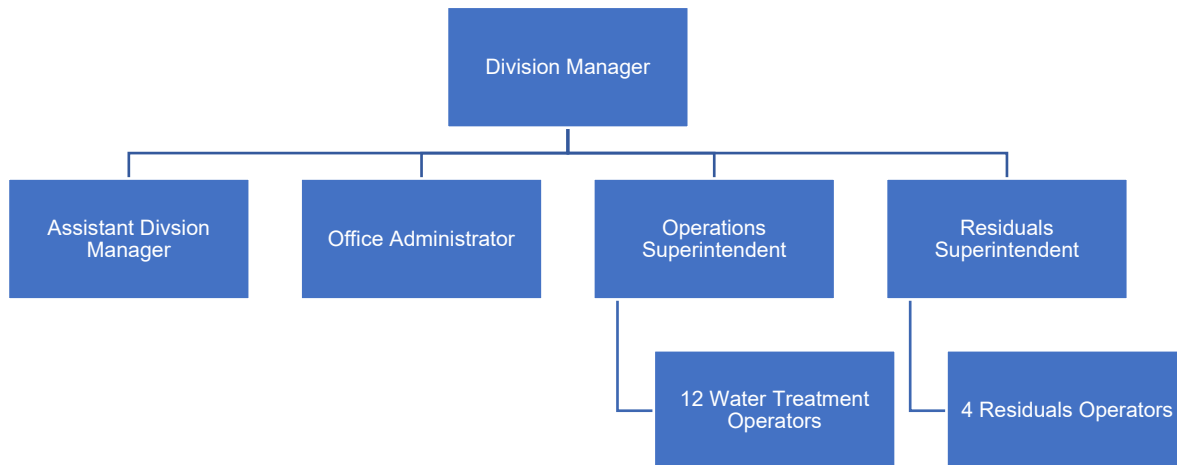 Division Manager
Assistant Divsion
Manager
Office Administrator
Operations
Superintendent
Residuals
Superintendent
12 Water Treatment
Operators
4 Residuals Operators